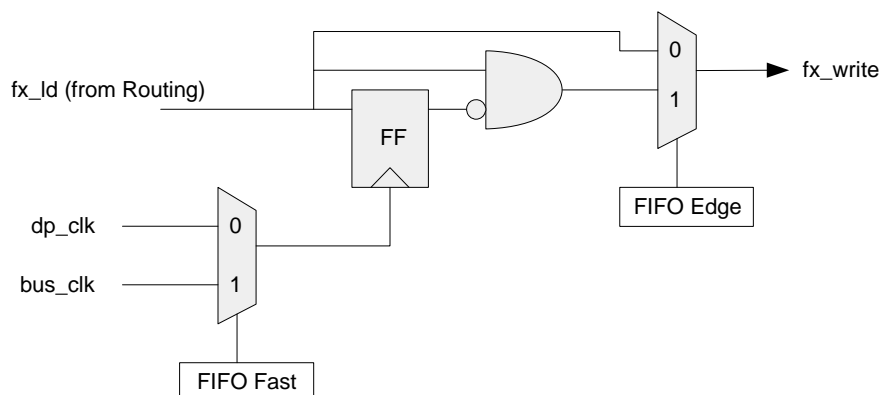 0
fx_write
fx_ld (from Routing)
1
FF
FIFO Edge
dp_clk
0
bus_clk
1
FIFO Fast